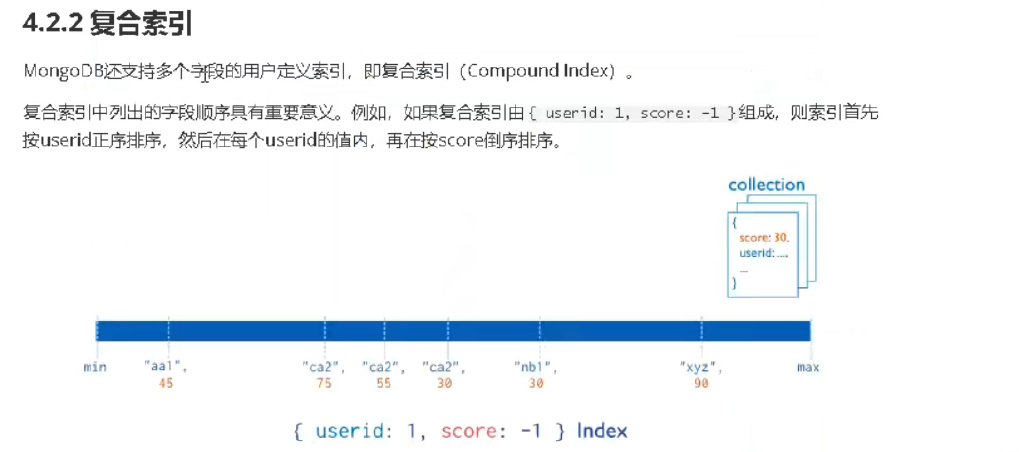 4.2.2 复合索引
MongoDB还支持多个字段的用户定义索引，即复合索引（Compound Index）。
复合索引中列出的字段顺序具有重要意义。例如，如果复合索引由 { userid: 1, score: -1 } 组成，则索引首先
按userid正序排序，然后在每个userid的值内，再在按score倒序排序。
collection
{
score: 30,
userid: ...,
...
}
min "aa1", "ca2", "ca2", "ca2", "nb1", "xyz", max
45 75 55 30 30 90
{ userid: 1, score: -1 } Index